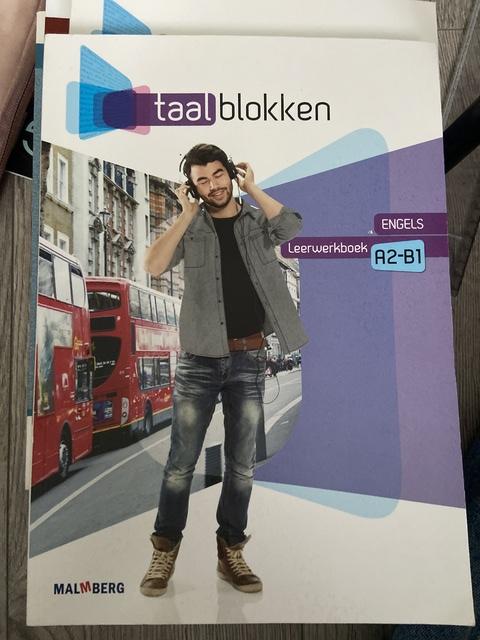 taalblokken
ENGELS
Leerwerkboek A2-B1
MALMBERG